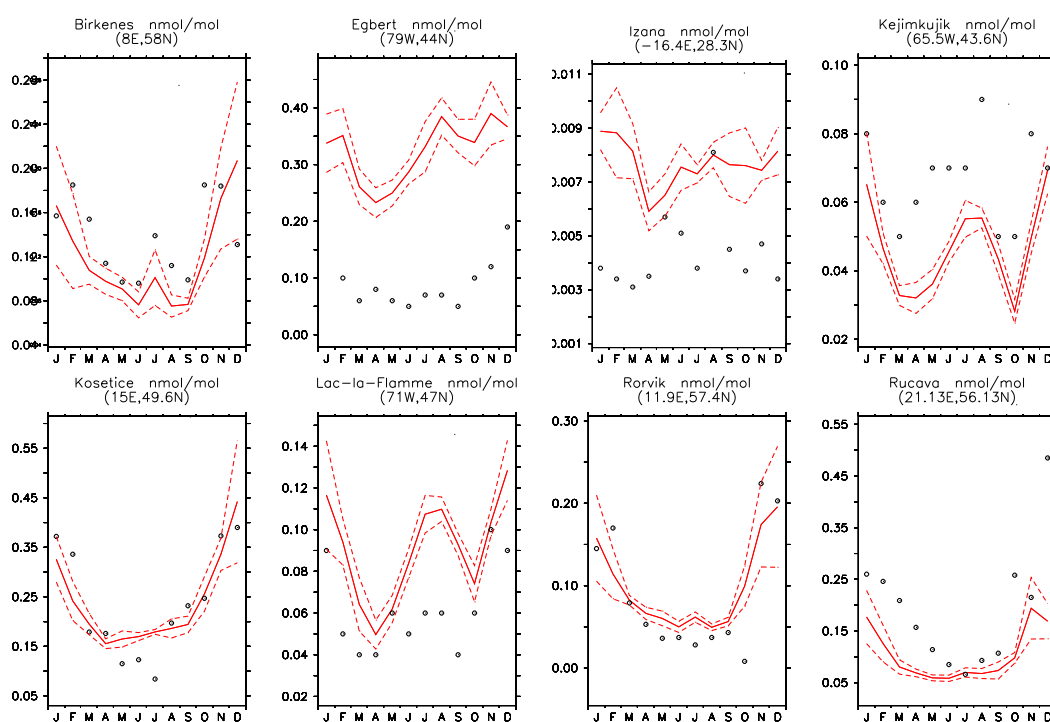 Birkenes nmol/mol
(8E,58N)
0.24
0.20
0.16
0.12
0.08
J F M A M J J A S O N D
Egbert nmol/mol
(79W,44N)
0.40
0.30
0.20
0.10
0.00
J F M A M J J A S O N D
Izana nmol/mol
(−16.4E,28.3N)
0.009
0.007
0.005
0.003
J F M A M J J A S O N D
Kejimkujik nmol/mol
(65.5W,43.6N)
0.10
0.08
0.06
0.04
0.02
J F M A M J J A S O N D
Kosetice nmol/mol
(15E,49.6N)
0.55
0.45
0.35
0.25
0.15
0.05
J F M A M J J A S O N D
Lac−la−Flamme nmol/mol
(71W,47N)
0.14
0.12
0.10
0.08
0.06
0.04
0.02
J F M A M J J A S O N D
Rorvik nmol/mol
(11.9E,57.4N)
0.30
0.20
0.10
0.00
J F M A M J J A S O N D
Rucava nmol/mol
(21.13E,56.13N)
0.55
0.45
0.35
0.25
0.15
0.05
J F M A M J J A S O N D